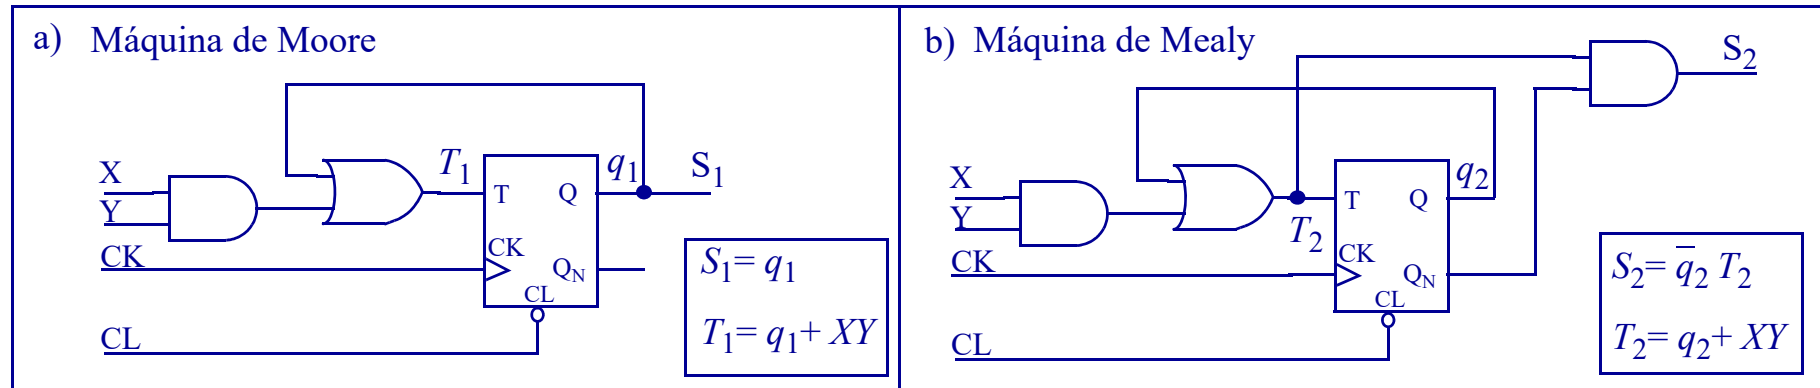 a) Máquina de Moore
X
Y
CK
CL
T1
T
Q
CK
QN
CL
q1
S1
S1= q1
T1= q1+ XY
b) Máquina de Mealy
X
Y
CK
CL
T2
T
Q
CK
QN
CL
q2
S2
S2= q̅2 T2
T2= q2+ XY